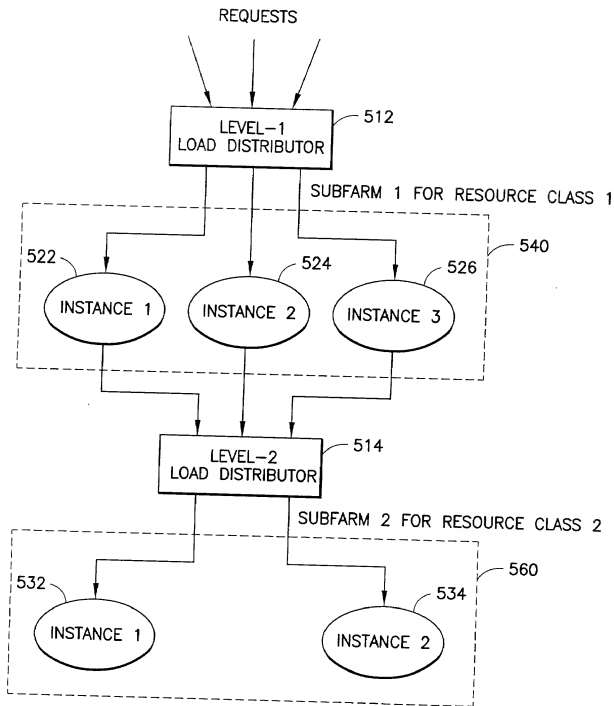 REQUESTS
LEVEL-1
LOAD DISTRIBUTOR
512
SUBFARM 1 FOR RESOURCE CLASS 1
540
522
524
526
INSTANCE 1
INSTANCE 2
INSTANCE 3
LEVEL-2
LOAD DISTRIBUTOR
514
SUBFARM 2 FOR RESOURCE CLASS 2
560
532
534
INSTANCE 1
INSTANCE 2